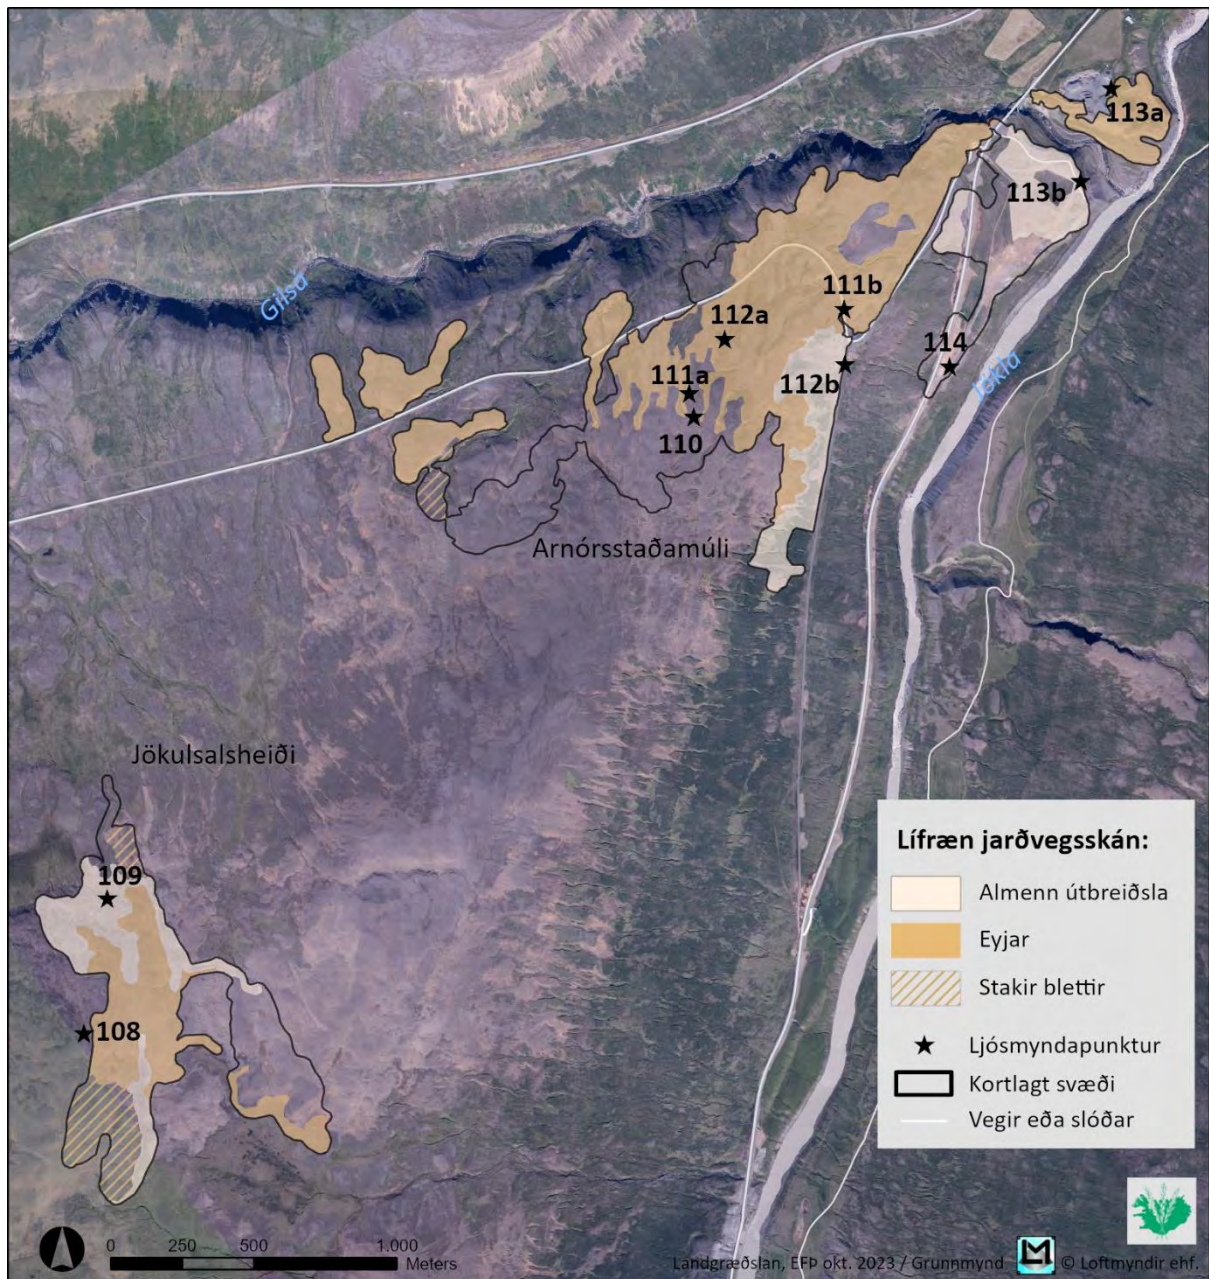 113a
113b
Gilsá
111b
112a
114
111a
112b
Jökla
110
Arnórsstaðamúli
Jökulsalsheiði
109
108
Lífræn jarðvegsskán:
Almenn útbreiðsla
Eyjar
Stakir blettir
Ljósmyndapunktur
Kortlagt svæði
Vegir eða slóðar
0 250 500 1.000
Meters
Landgræðslan, EFÞ okt. 2023 / Grunnmynd © Loftmyndir ehf.